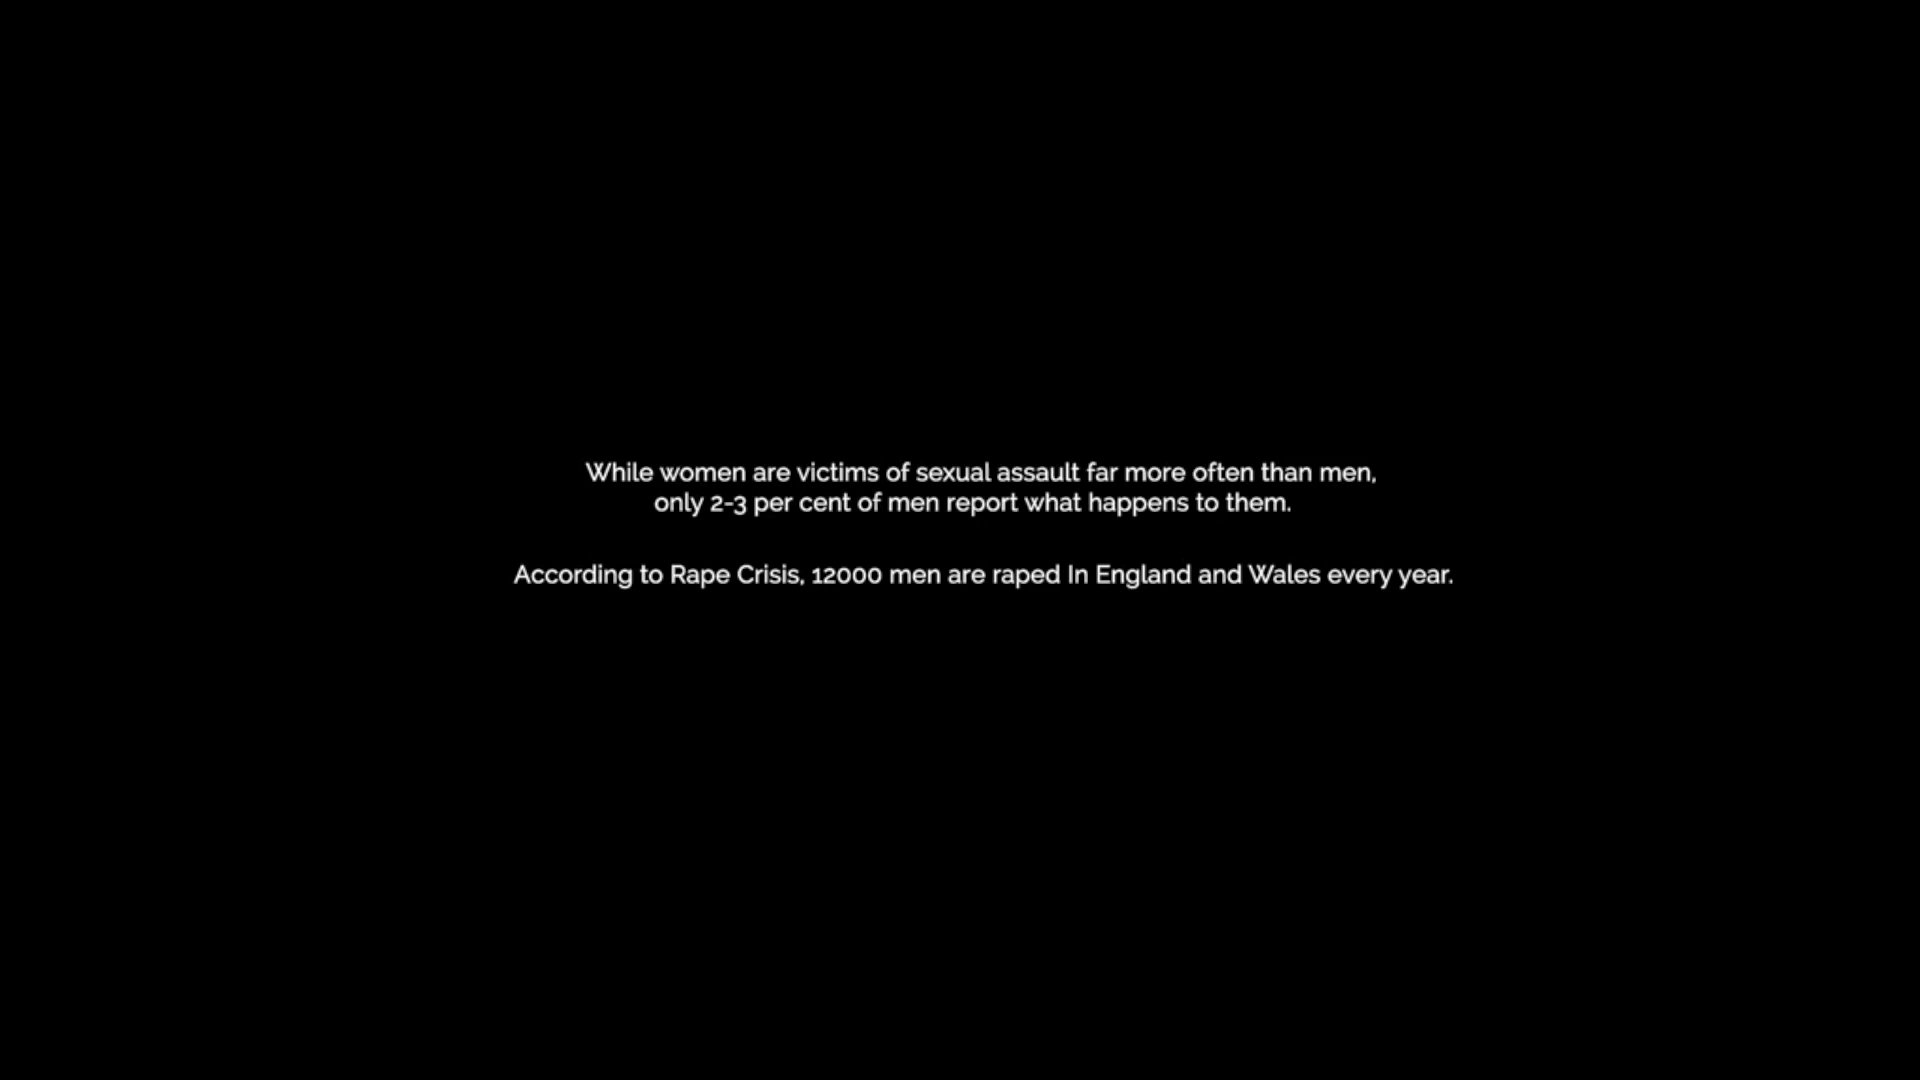 While women are victims of sexual assault far more often than men,
only 2-3 per cent of men report what happens to them.
According to Rape Crisis, 12000 men are raped In England and Wales every year.